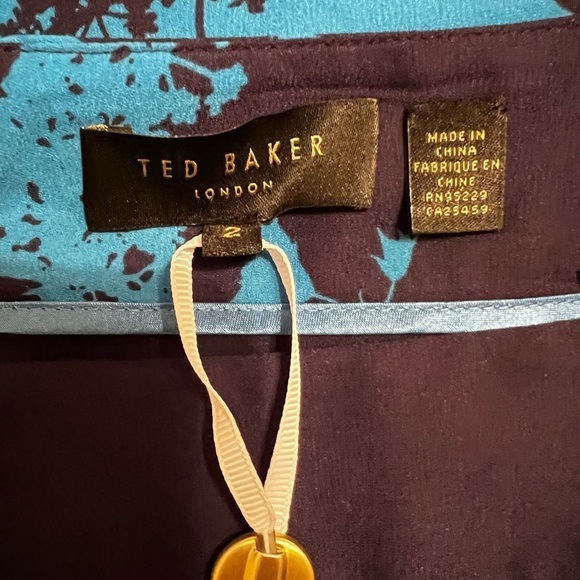 TED BAKER
LONDON
2
MADE IN
CHINA
FABRIQUE EN
CHINE
RN95229
CA25459